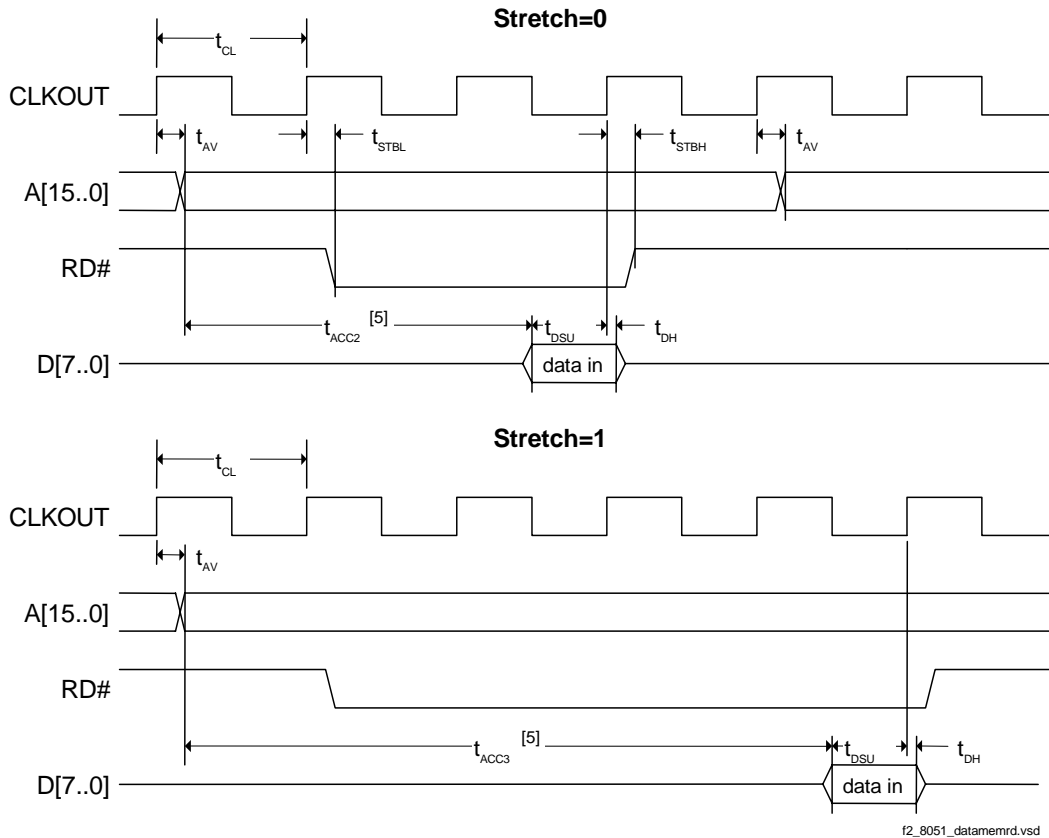 Stretch=0
tCL
CLKOUT
tAV tSTBL tSTBH tAV
A[15..0]
RD#
tACC2 [5] tDSU tDH
D[7..0] data in
Stretch=1
tCL
CLKOUT
tAV
A[15..0]
RD#
tACC3 [5] tDSU tDH
D[7..0] data in
f2_8051_datamemrd.vsd